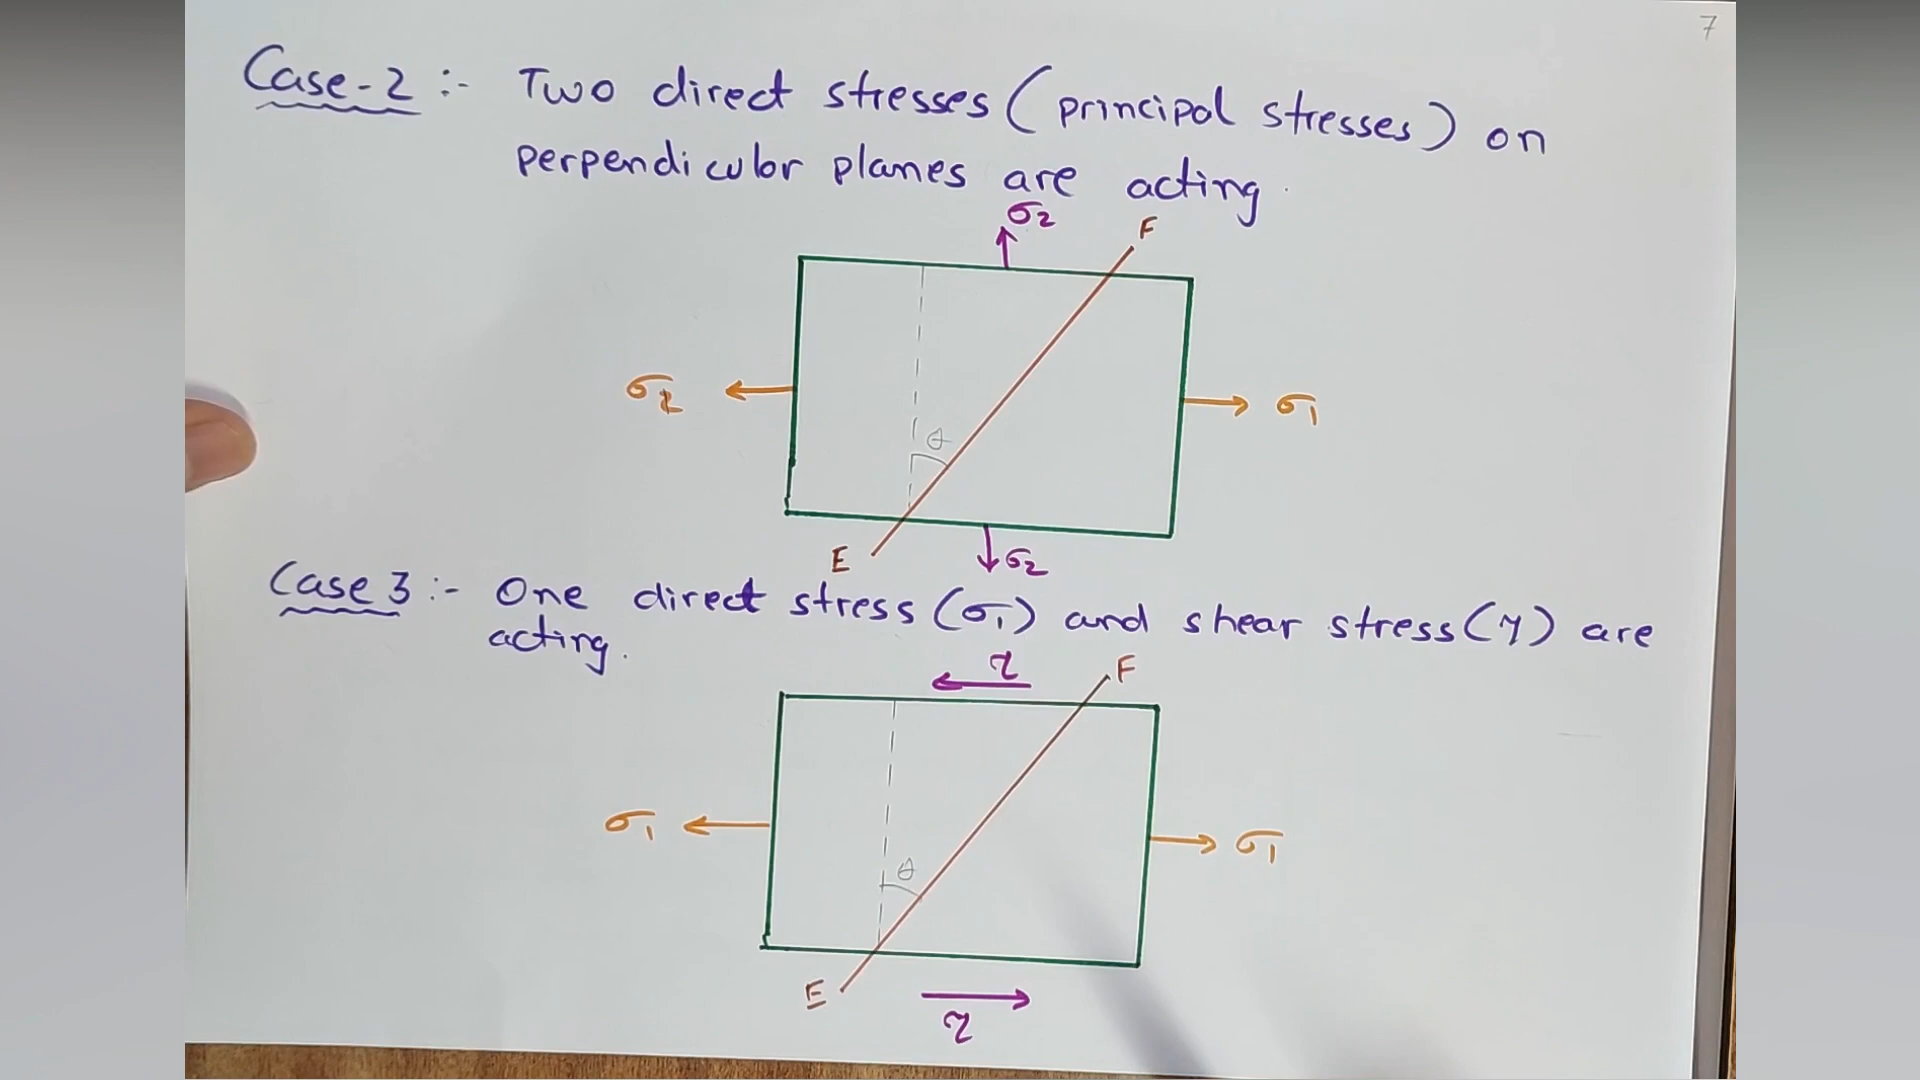 7
Case-2 :- Two direct stresses (principal stresses) on
perpendicular planes are acting.
σ2
F
σ2 σ1
θ
E σ2
Case 3 :- One direct stress (σ1) and shear stress (τ) are
acting.
τ F
σ1 σ1
θ
E
τ